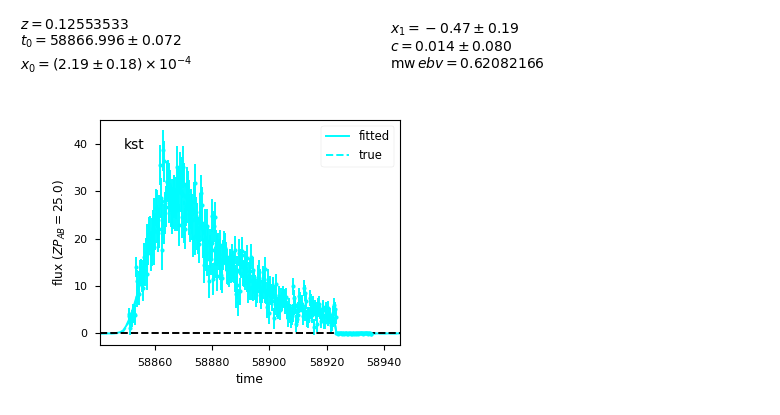 z = 0.12553533
t₀ = 58866.996 ± 0.072
x₀ = (2.19 ± 0.18) × 10⁻⁴
x₁ = −0.47 ± 0.19
c = 0.014 ± 0.080
mw ebv = 0.62082166
kst
fitted
true
flux (ZP_AB = 25.0)
40
30
20
10
0
58860 58880 58900 58920 58940
time